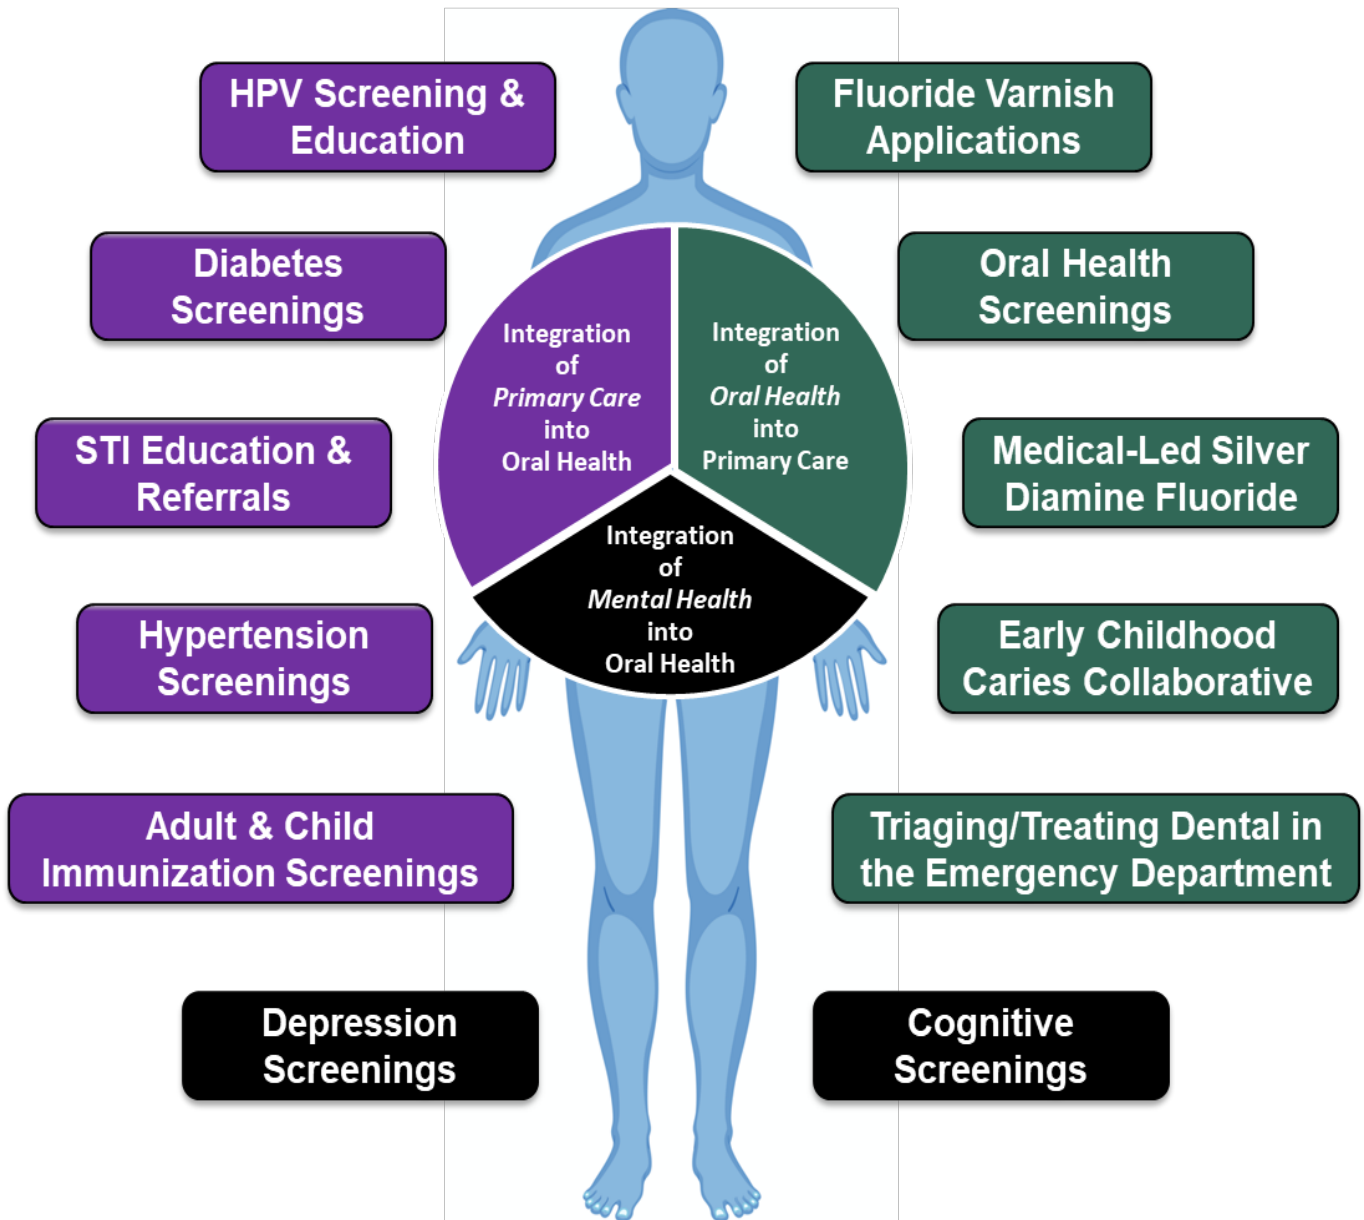 HPV Screening &
Education
Fluoride Varnish
Applications
Diabetes
Screenings
Oral Health
Screenings
Integration
of
Primary Care
into
Oral Health
Integration
of
Oral Health
into
Primary Care
STI Education &
Referrals
Medical-Led Silver
Diamine Fluoride
Integration
of
Mental Health
into
Oral Health
Hypertension
Screenings
Early Childhood
Caries Collaborative
Adult & Child
Immunization Screenings
Triaging/Treating Dental in
the Emergency Department
Depression
Screenings
Cognitive
Screenings